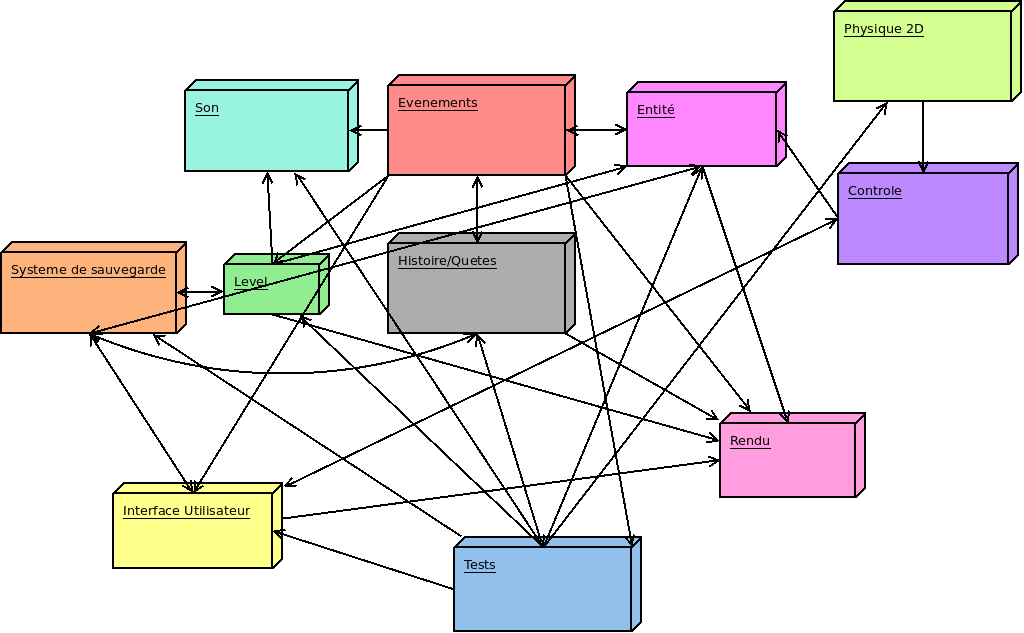 Physique 2D
Son
Evenements
Entité
Controle
Systeme de sauvegarde
Level
Histoire/Quetes
Rendu
Interface Utilisateur
Tests